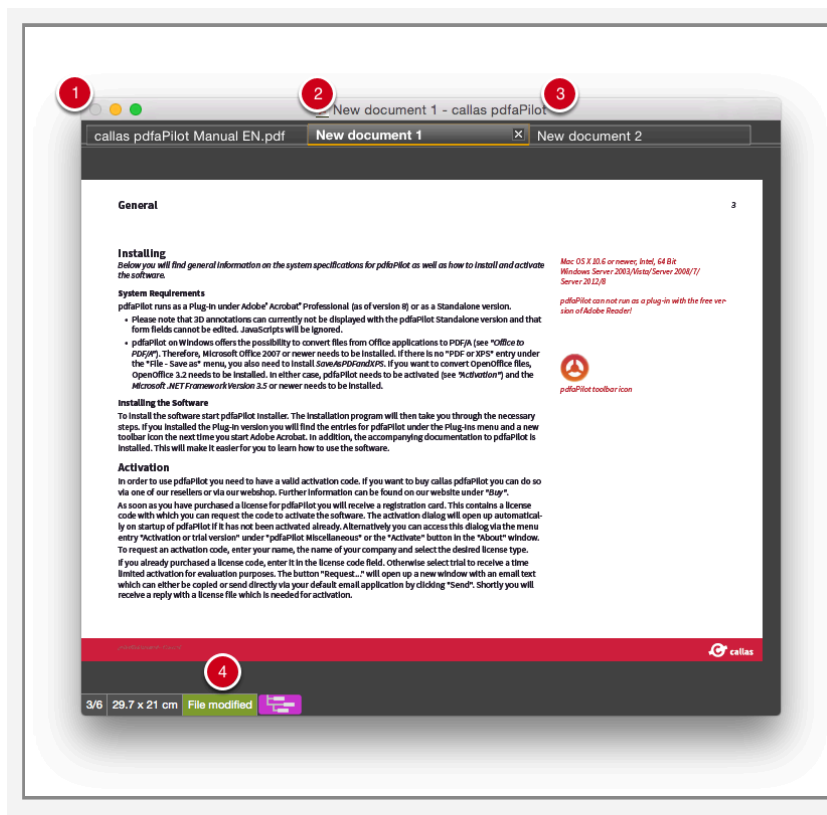 1
2
3
New document 1 - callas pdfaPilot
callas pdfaPilot Manual EN.pdf
New document 1
New document 2
General
3
Installing
Below you will find general information on the system specifications for pdfaPilot as well as how to install and activate
the software.
Mac OS X 10.6 or newer, Intel, 64 Bit
Windows Server 2003/Vista/Server 2008/7/
Server 2012/8
pdfaPilot can not run as a plug-in with the free ver-
sion of Adobe Reader!
System Requirements
pdfaPilot runs as a Plug-In under Adobe® Acrobat® Professional (as of version 8) or as a Standalone version.
• Please note that 3D annotations can currently not be displayed with the pdfaPilot Standalone version and that
form fields cannot be edited. JavaScripts will be ignored.
• pdfaPilot on Windows offers the possibility to convert files from Office applications to PDF/A (see "Office to
PDF/A"). Therefore, Microsoft Office 2007 or newer needs to be installed. If there is no "PDF or XPS" entry under
the "File - Save as" menu, you also need to install SaveAsPDFandXPS. If you want to convert OpenOffice files,
OpenOffice 3.2 needs to be installed. In either case, pdfaPilot needs to be activated (see "Activation") and the
Microsoft .NET Framework Version 3.5 or newer needs to be installed.
pdfaPilot toolbar icon
Installing the Software
To install the software start pdfaPilot Installer. The installation program will then take you through the necessary
steps. If you installed the Plug-In version you will find the entries for pdfaPilot under the Plug-Ins menu and a new
toolbar icon the next time you start Adobe Acrobat. In addition, the accompanying documentation to pdfaPilot is
installed. This will make it easier for you to learn how to use the software.
Activation
In order to use pdfaPilot you need to have a valid activation code. If you want to buy callas pdfaPilot you can do so
via one of our resellers or via our webshop. Further information can be found on our website under "Buy".
As soon as you have purchased a license for pdfaPilot you will receive a registration card. This contains a license
code with which you can request the code to activate the software. The activation dialog will open up automatical-
ly on startup of pdfaPilot if it has not been activated already. Alternatively you can access this dialog via the menu
entry "Activation or trial version" under "pdfaPilot Miscellaneous" or the "Activate" button in the "About" window.
To request an activation code, enter your name, the name of your company and select the desired license type.
If you already purchased a license code, enter it in the license code field. Otherwise select trial to receive a time
limited activation for evaluation purposes. The button "Request..." will open up a new window with an email text
which can either be copied or send directly via your default email application by clicking "Send". Shortly you will
receive a reply with a license file which is needed for activation.
callas
4
3/6
29.7 x 21 cm
File modified